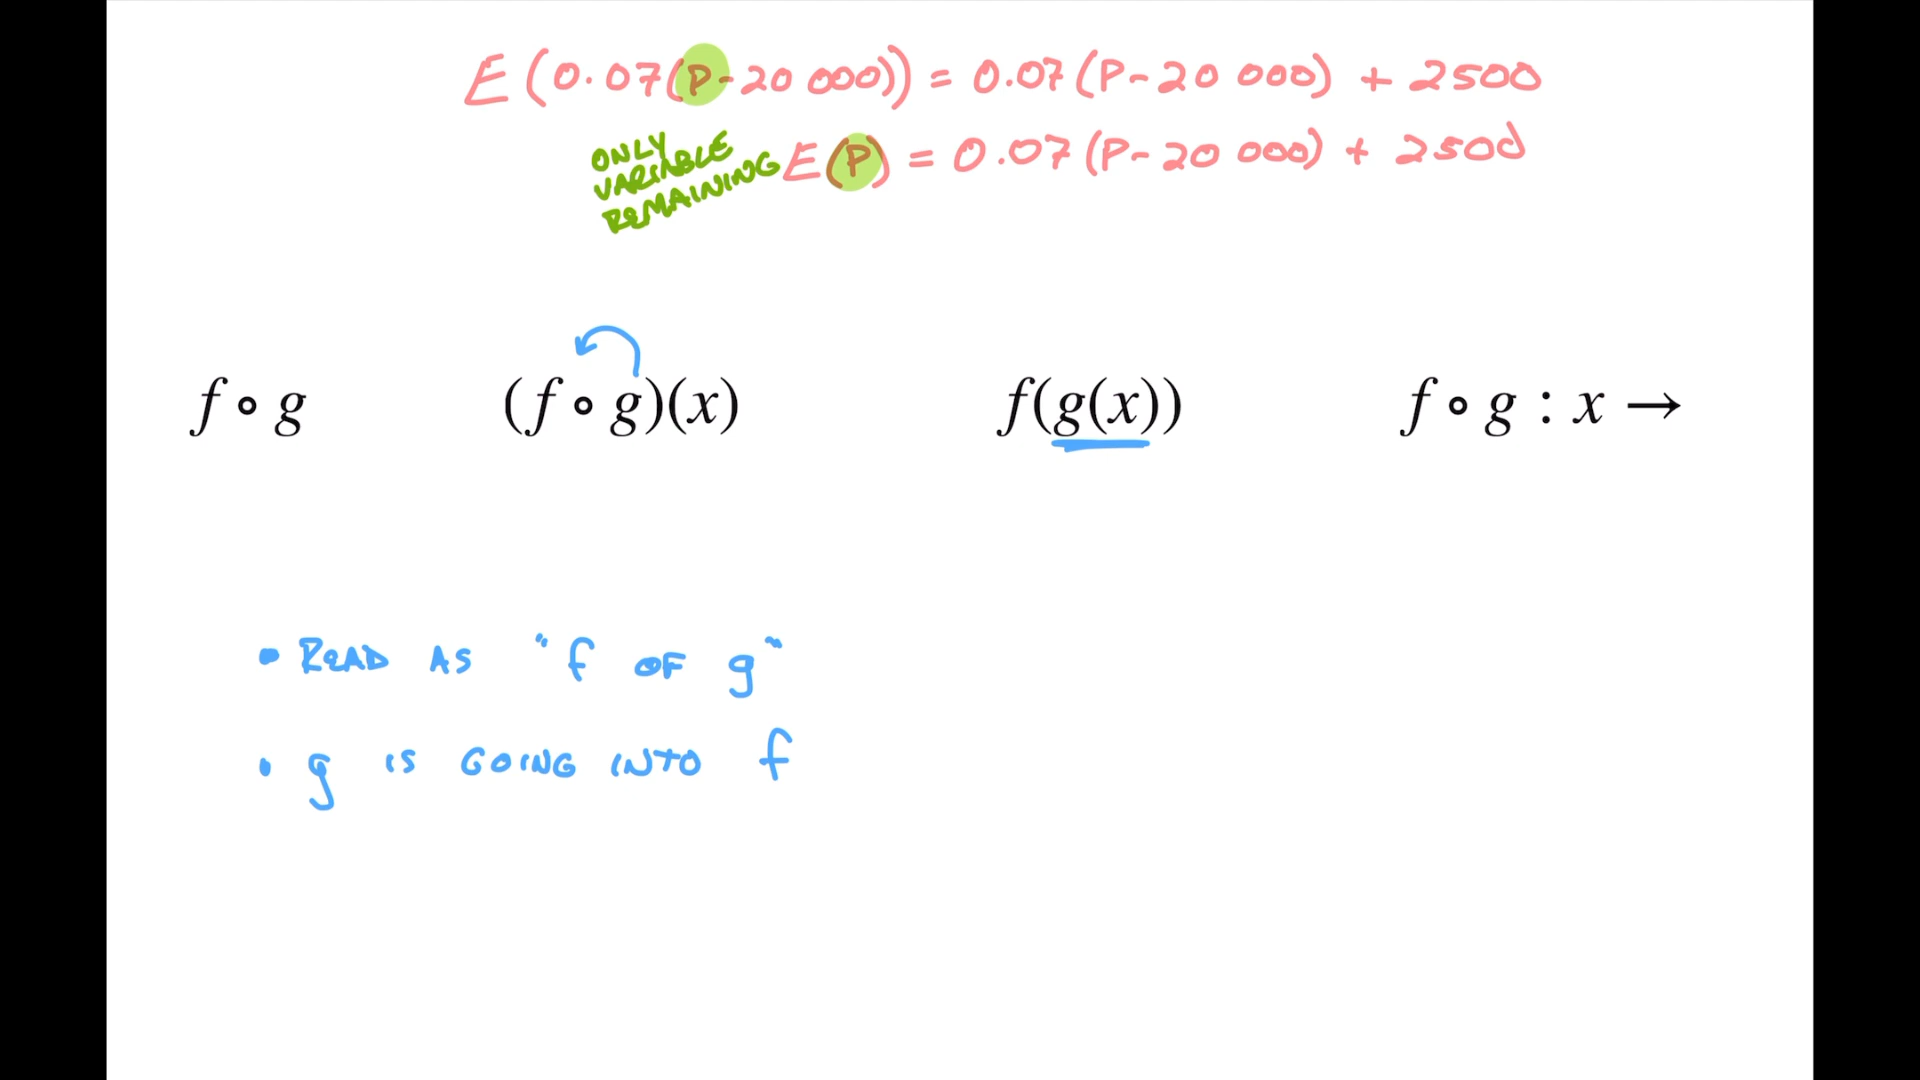 E(0.07(P-20 000)) = 0.07(P-20 000) + 2500
ONLY VARIABLE REMAINING E(P) = 0.07(P-20 000) + 2500
f∘g (f∘g)(x) f(g(x)) f∘g : x →
• READ AS "f OF g"
• g IS GOING INTO f